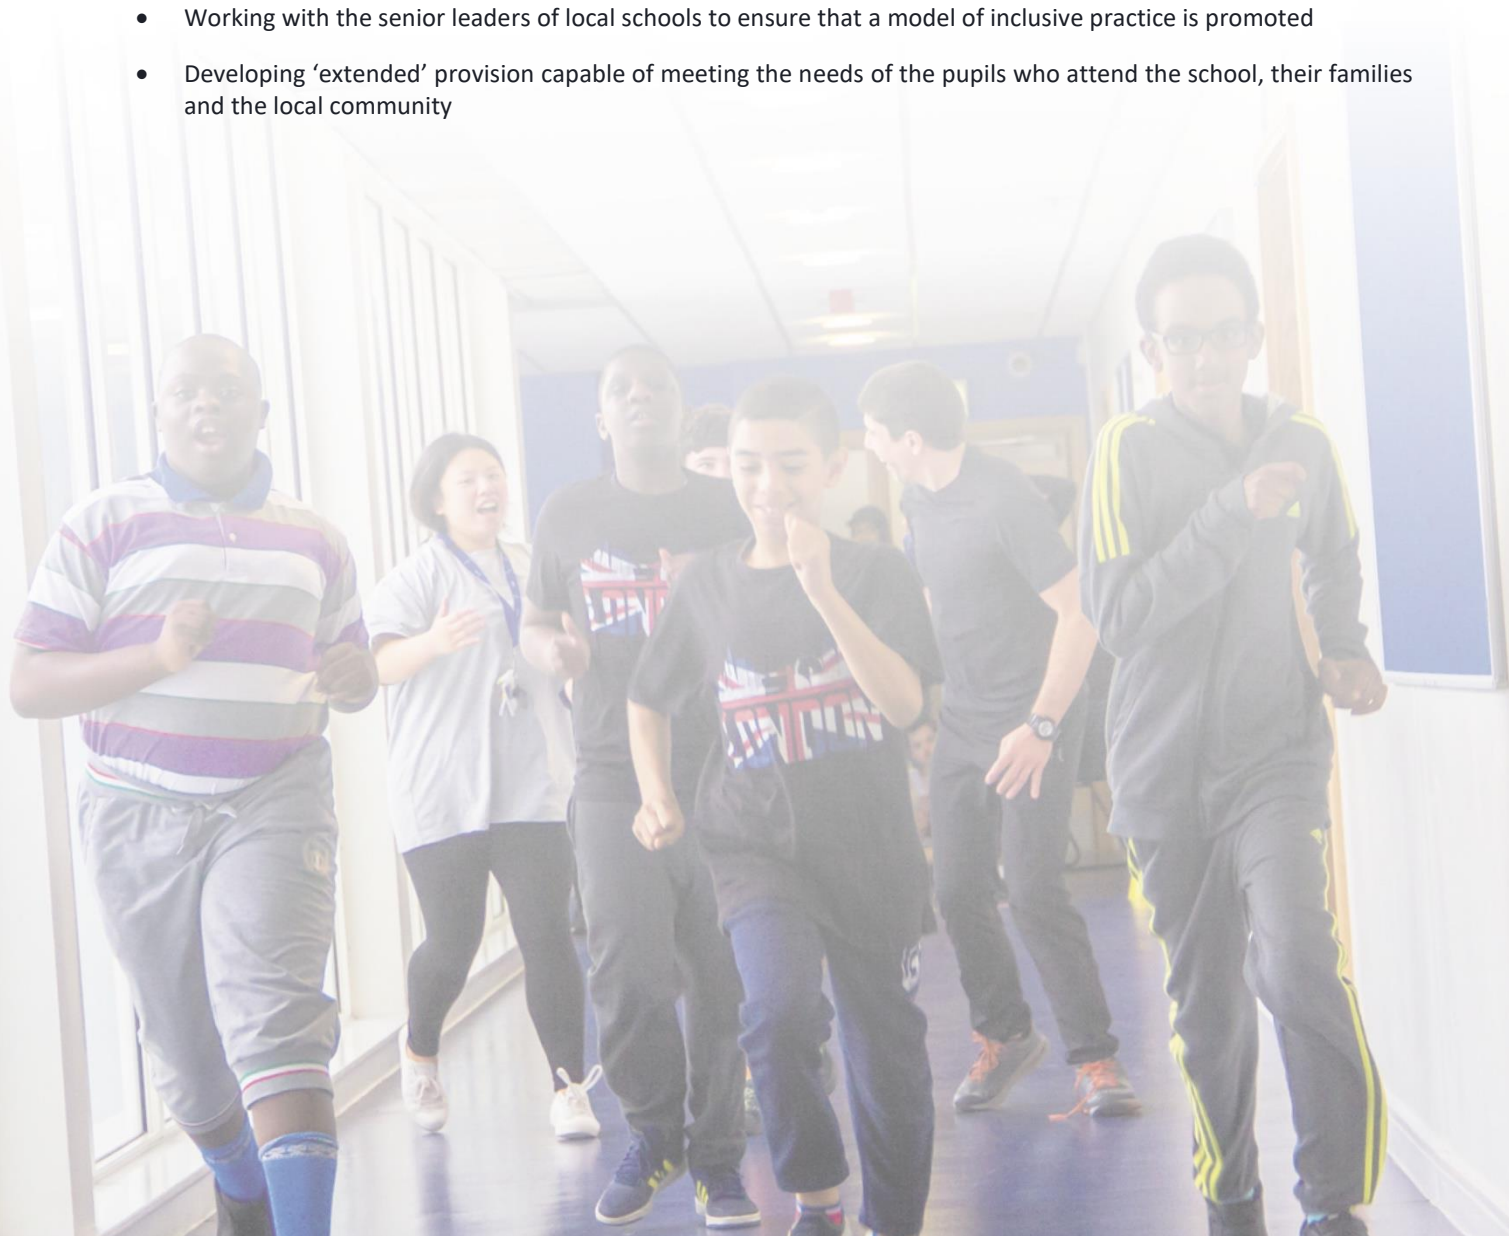 • Working with the senior leaders of local schools to ensure that a model of inclusive practice is promoted
• Developing ‘extended’ provision capable of meeting the needs of the pupils who attend the school, their families
and the local community
LONDON